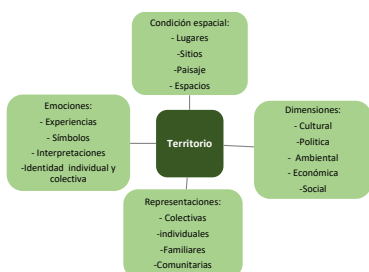 Condición espacial:
- Lugares
- Sitios
-Paisaje
- Espacios
Emociones:
- Experiencias
- Símbolos
- Interpretaciones
-Identidad individual y
colectiva
Territorio
Dimensiones:
- Cultural
-Politica
- Ambiental
- Económica
-Social
Representaciones:
- Colectivas
-individuales
- Familiares
-Comunitarias